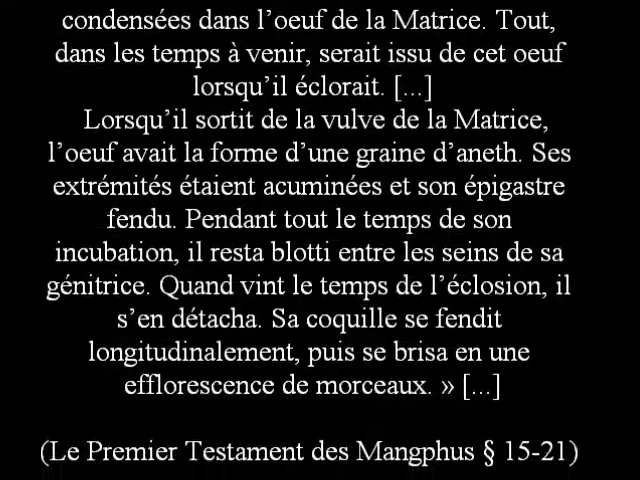 condensées dans l’oeuf de la Matrice. Tout,
dans les temps à venir, serait issu de cet oeuf
lorsqu’il éclorait. [...]
Lorsqu’il sortit de la vulve de la Matrice,
l’oeuf avait la forme d’une graine d’aneth. Ses
extrémités étaient acuminées et son épigastre
fendu. Pendant tout le temps de son
incubation, il resta blotti entre les seins de sa
génitrice. Quand vint le temps de l’éclosion, il
s’en détacha. Sa coquille se fendit
longitudinalement, puis se brisa en une
efflorescence de morceaux. » [...]
(Le Premier Testament des Mangphus § 15-21)